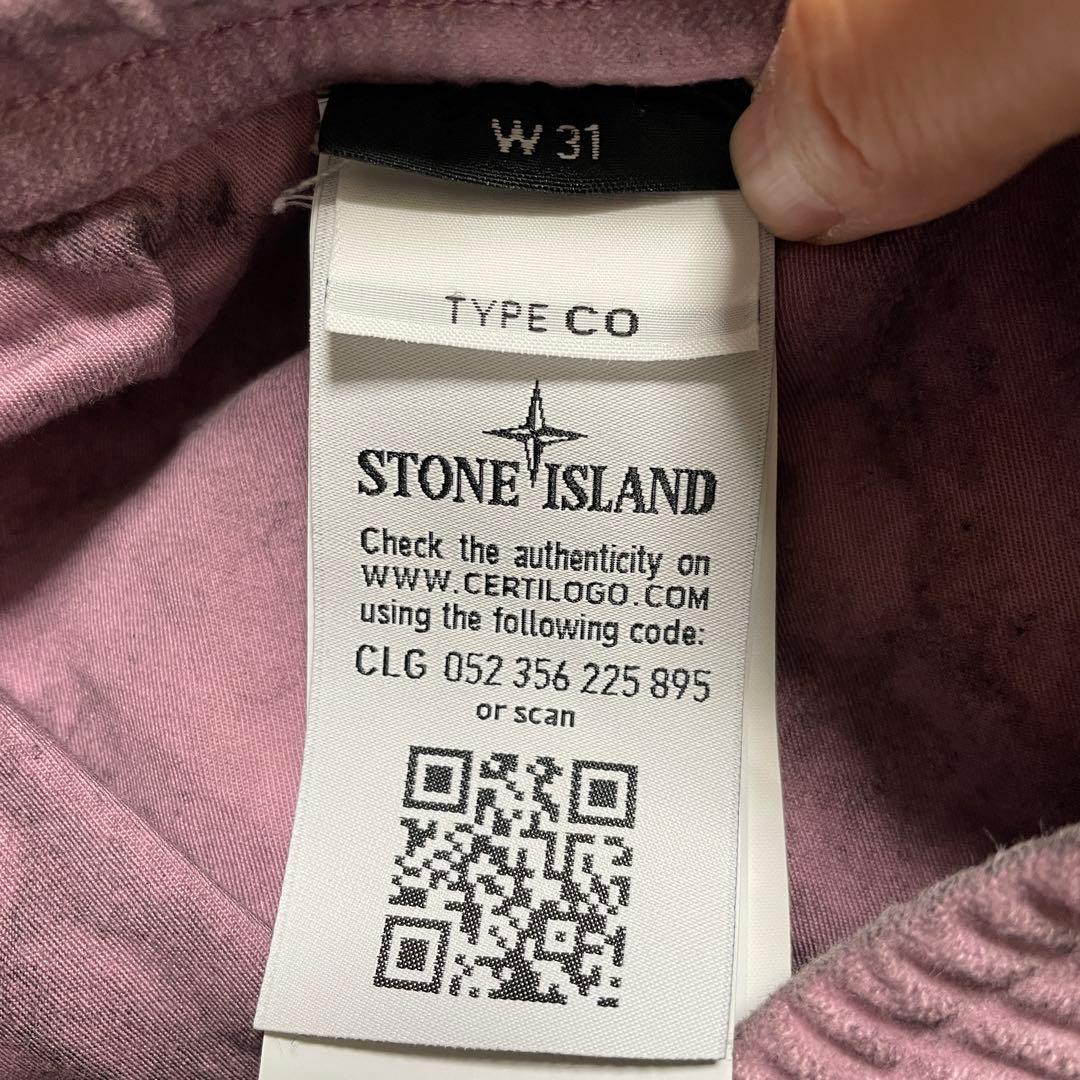 W 31
TYPE CO
STONE ISLAND
Check the authenticity on
WWW.CERTILOGO.COM
using the following code:
CLG 052 356 225 895
or scan